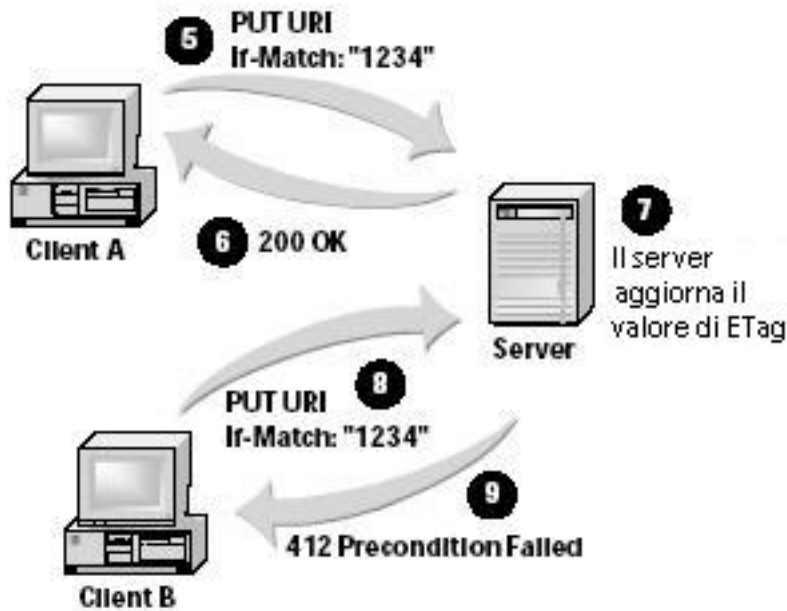 5
PUT URI
If-Match: "1234"
Client A
6
200 OK
7
Il server
aggiorna il
valore di ETag
Server
8
PUT URI
If-Match: "1234"
9
412 Precondition Failed
Client B